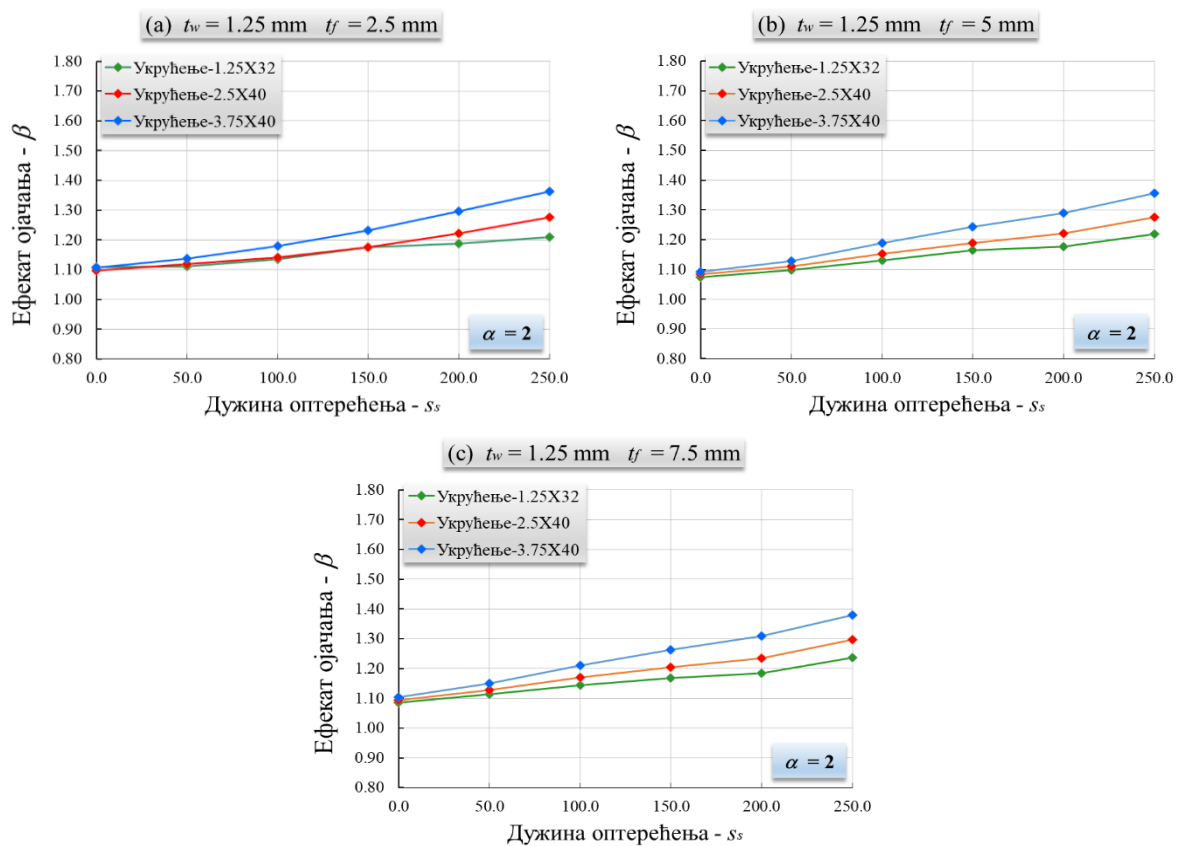 (a) tw = 1.25 mm tf = 2.5 mm
Ефекат ојачања - β
1.80
1.70
1.60
1.50
1.40
1.30
1.20
1.10
1.00
0.90
0.80
Укрућење-1.25X32
Укрућење-2.5X40
Укрућење-3.75X40
α = 2
0.0 50.0 100.0 150.0 200.0 250.0
Дужина оптерећења - ss
(b) tw = 1.25 mm tf = 5 mm
Ефекат ојачања - β
1.80
1.70
1.60
1.50
1.40
1.30
1.20
1.10
1.00
0.90
0.80
Укрућење-1.25X32
Укрућење-2.5X40
Укрућење-3.75X40
α = 2
0.0 50.0 100.0 150.0 200.0 250.0
Дужина оптерећења - ss
(c) tw = 1.25 mm tf = 7.5 mm
Ефекат ојачања - β
1.80
1.70
1.60
1.50
1.40
1.30
1.20
1.10
1.00
0.90
0.80
Укрућење-1.25X32
Укрућење-2.5X40
Укрућење-3.75X40
α = 2
0.0 50.0 100.0 150.0 200.0 250.0
Дужина оптерећења - ss